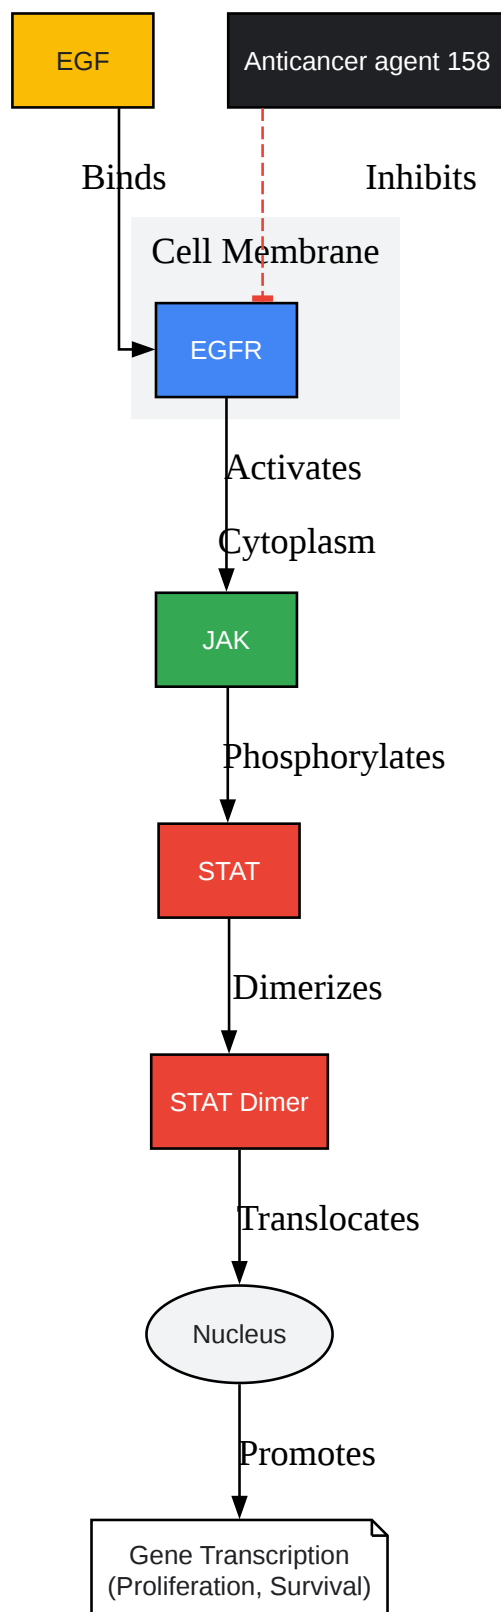 EGF
Anticancer agent 158
Binds
Inhibits
Cell Membrane
EGFR
Activates
Cytoplasm
JAK
Phosphorylates
STAT
Dimerizes
STAT Dimer
Translocates
Nucleus
Promotes
Gene Transcription
(Proliferation, Survival)